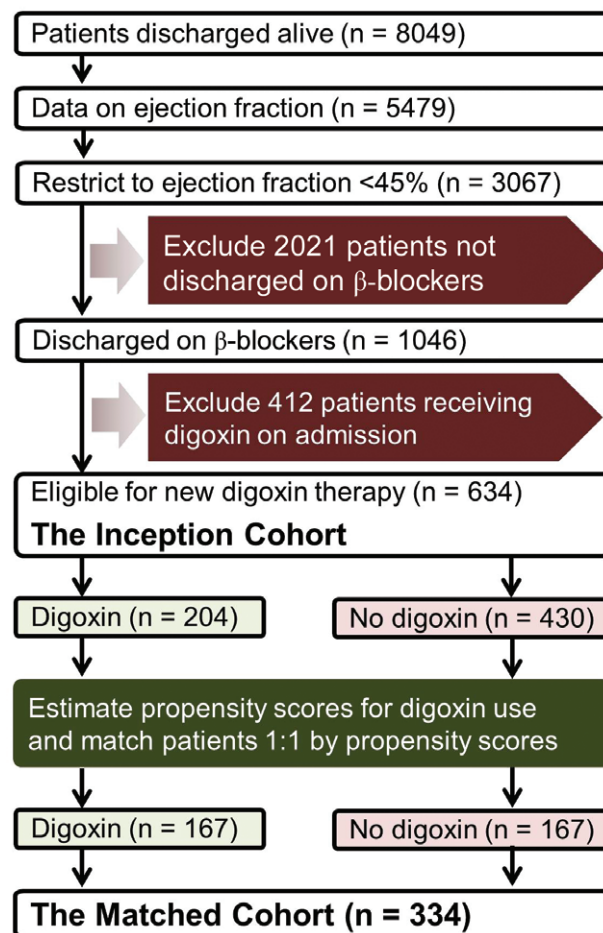 Patients discharged alive (n = 8049)
Data on ejection fraction (n = 5479)
Restrict to ejection fraction <45% (n = 3067)
Exclude 2021 patients not
discharged on β-blockers
Discharged on β-blockers (n = 1046)
Exclude 412 patients receiving
digoxin on admission
Eligible for new digoxin therapy (n = 634)
The Inception Cohort
Digoxin (n = 204)
No digoxin (n = 430)
Estimate propensity scores for digoxin use
and match patients 1:1 by propensity scores
Digoxin (n = 167)
No digoxin (n = 167)
The Matched Cohort (n = 334)